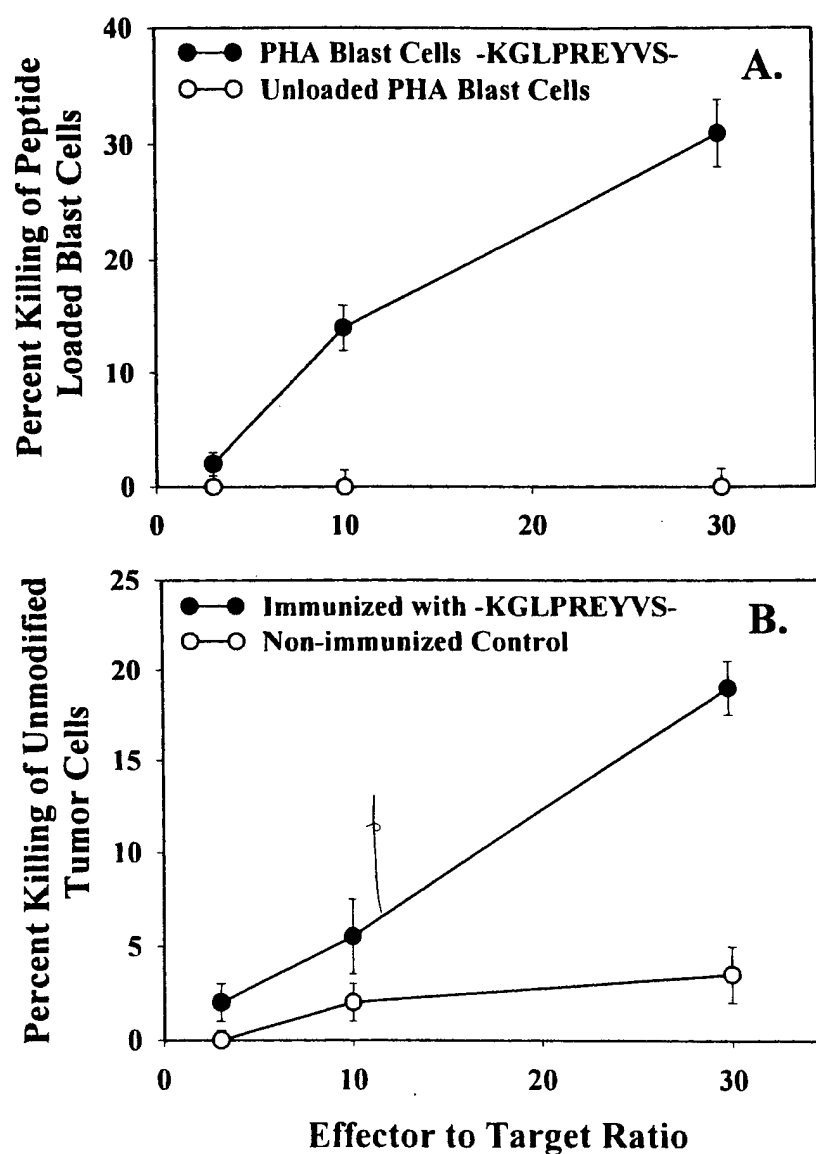 40
PHA Blast Cells -KGLPREYVS-
A.
Unloaded PHA Blast Cells
30
20
10
0
Percent Killing of Peptide
Loaded Blast Cells
0
10
20
30
25
Immunized with -KGLPREYVS-
B.
Non-immunized Control
20
15
10
5
0
Percent Killing of Unmodified
Tumor Cells
0
10
20
30
Effector to Target Ratio